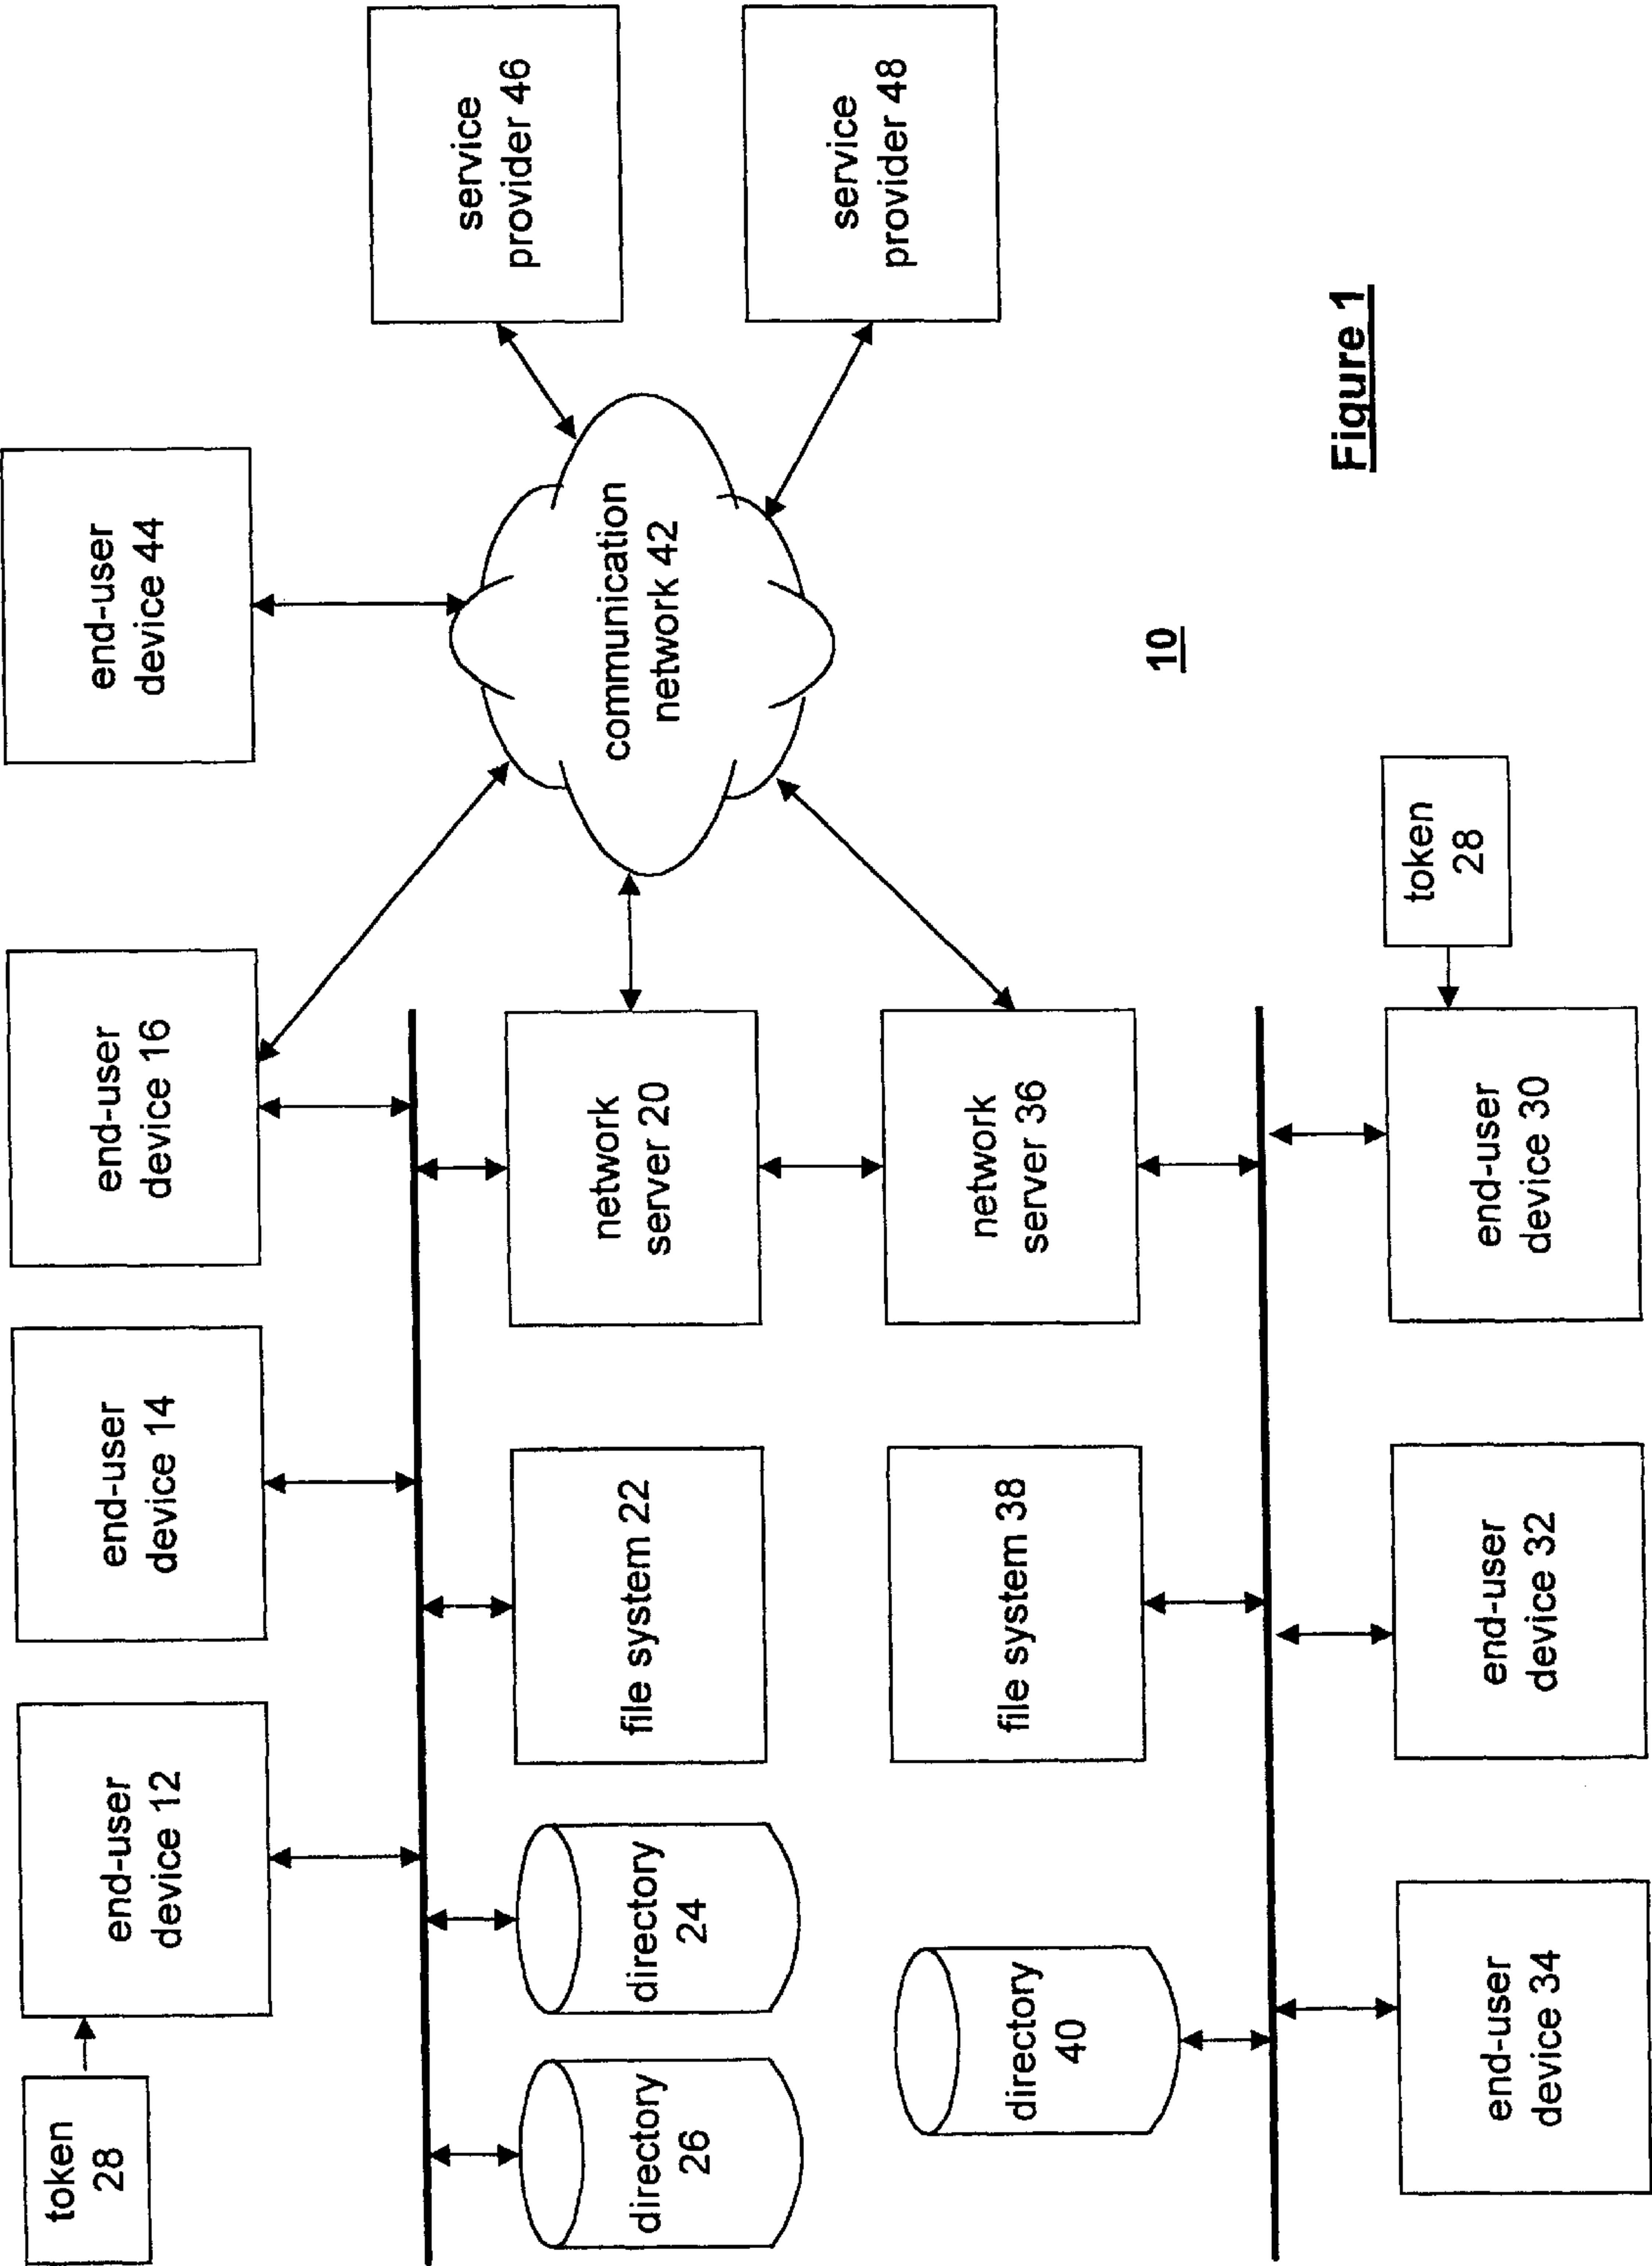 token
28
end-user
device 12
end-user
device 14
end-user
device 16
end-user
device 44
service
provider 46
directory
26
directory
24
file system 22
network
server 20
communication
network 42
service
provider 48
directory
40
file system 38
network
server 36
10
end-user
device 34
end-user
device 32
end-user
device 30
token
28
Figure 1